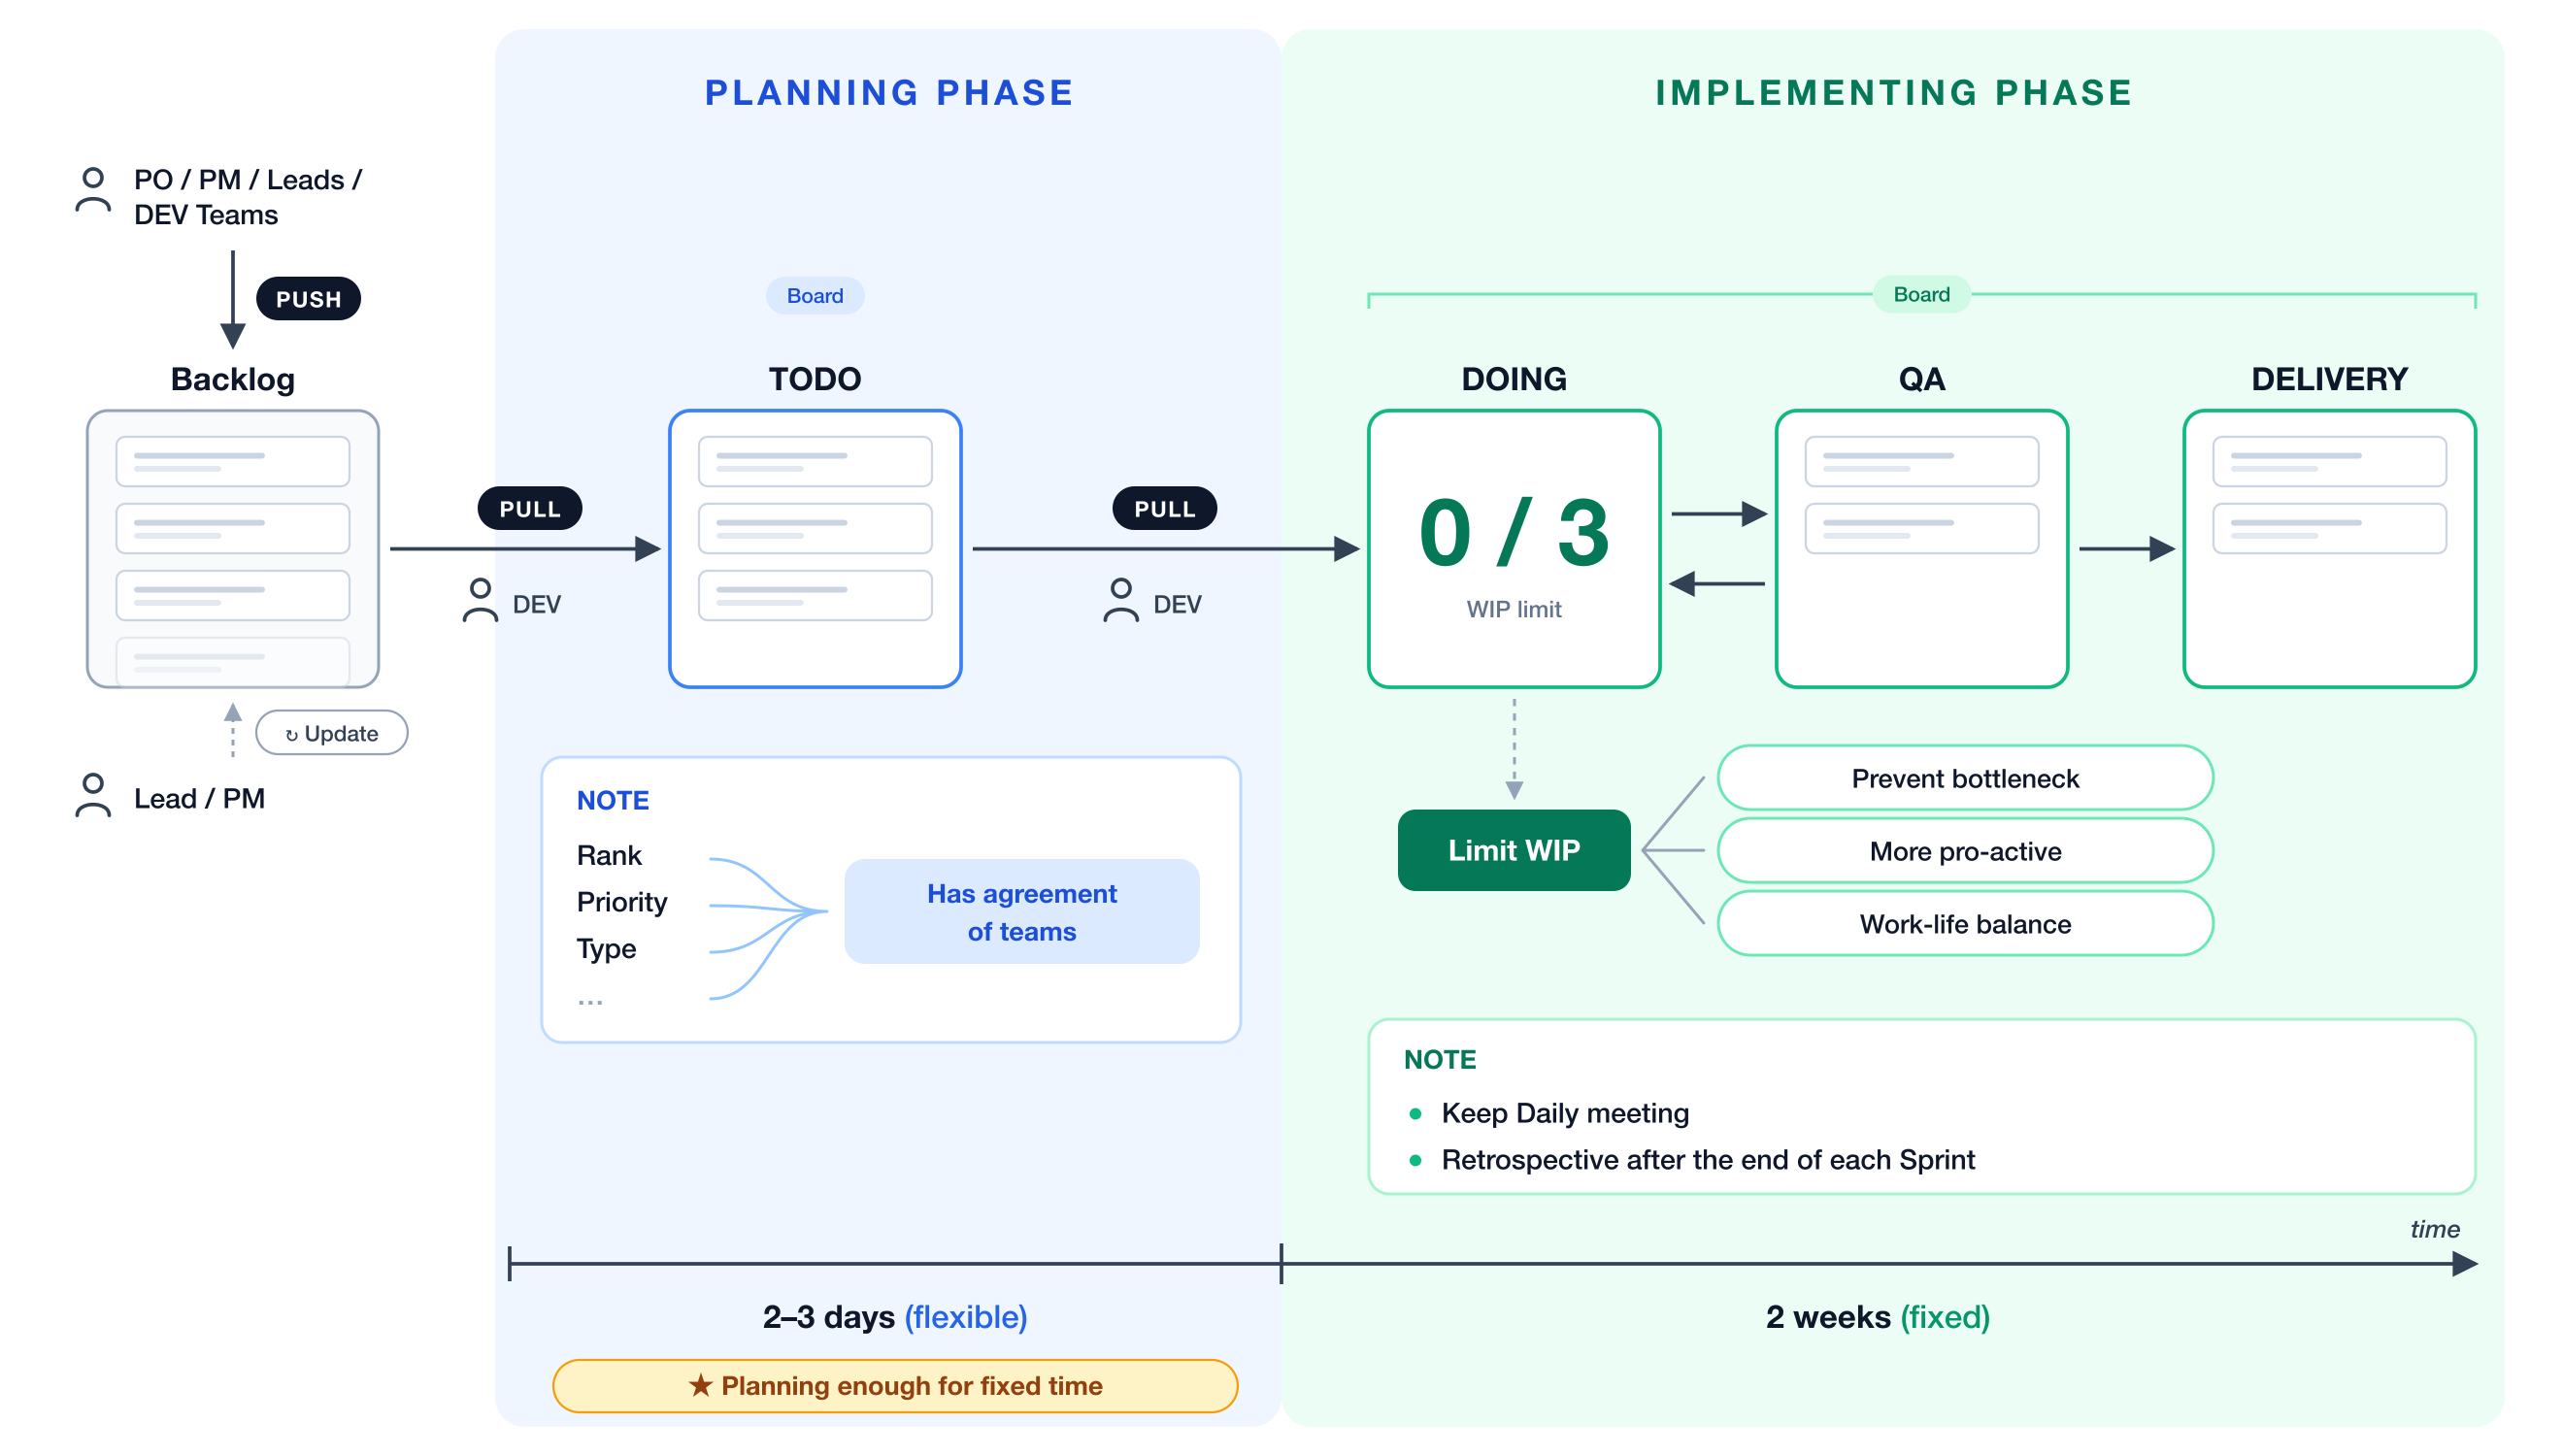 PLANNING PHASE
IMPLEMENTING PHASE
PO / PM / Leads /
DEV Teams
PUSH
Board
Board
Backlog
TODO
DOING
QA
DELIVERY
PULL
DEV
PULL
DEV
0 / 3
WIP limit
↻ Update
Lead / PM
NOTE
Rank
Priority
Type
...
Has agreement
of teams
Limit WIP
Prevent bottleneck
More pro-active
Work-life balance
NOTE
• Keep Daily meeting
• Retrospective after the end of each Sprint
time
2–3 days (flexible)
2 weeks (fixed)
★ Planning enough for fixed time